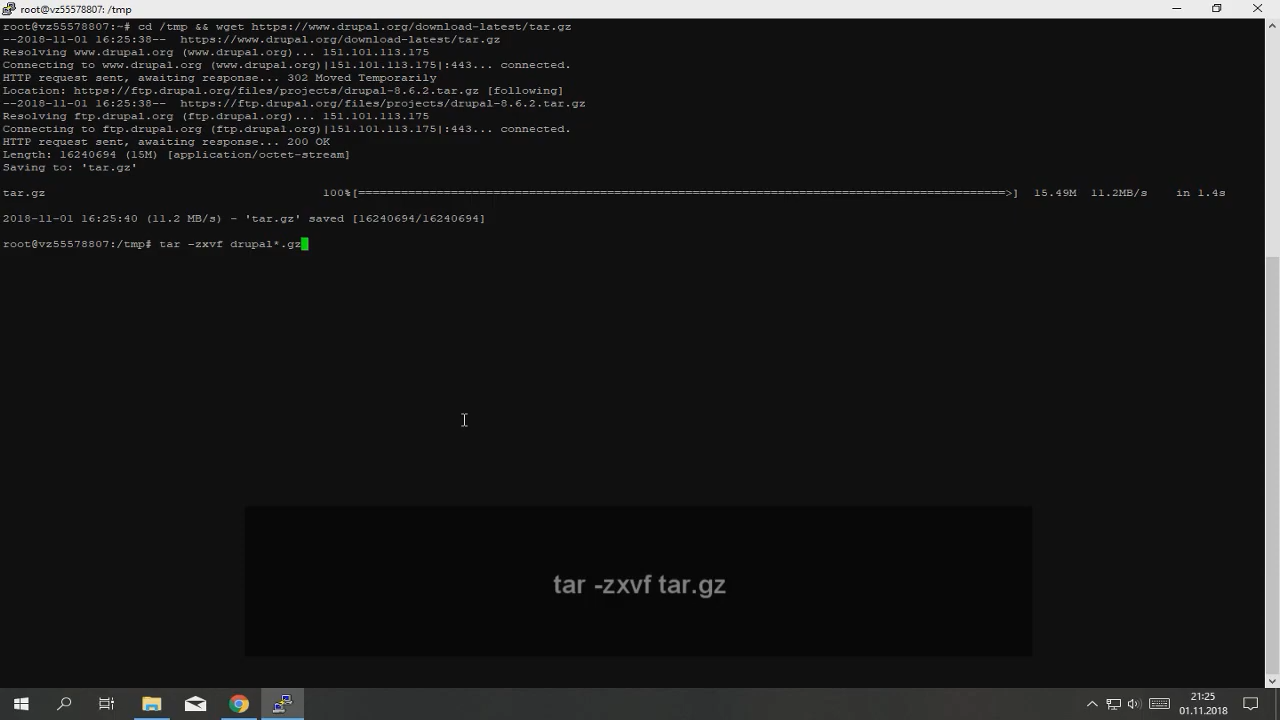 root@vz55578807: /tmp
root@vz55578807:~# cd /tmp && wget https://www.drupal.org/download-latest/tar.gz
--2018-11-01 16:25:38--  https://www.drupal.org/download-latest/tar.gz
Resolving www.drupal.org (www.drupal.org)... 151.101.113.175
Connecting to www.drupal.org (www.drupal.org)|151.101.113.175|:443... connected.
HTTP request sent, awaiting response... 302 Moved Temporarily
Location: https://ftp.drupal.org/files/projects/drupal-8.6.2.tar.gz [following]
--2018-11-01 16:25:38--  https://ftp.drupal.org/files/projects/drupal-8.6.2.tar.gz
Resolving ftp.drupal.org (ftp.drupal.org)... 151.101.113.175
Connecting to ftp.drupal.org (ftp.drupal.org)|151.101.113.175|:443... connected.
HTTP request sent, awaiting response... 200 OK
Length: 16240694 (15M) [application/octet-stream]
Saving to: 'tar.gz'
tar.gz 100%[===========================================================================================>] 15.49M 11.2MB/s in 1.4s
2018-11-01 16:25:40 (11.2 MB/s) - 'tar.gz' saved [16240694/16240694]
root@vz55578807:/tmp# tar -zxvf drupal*.gz
tar -zxvf tar.gz
21:25
01.11.2018